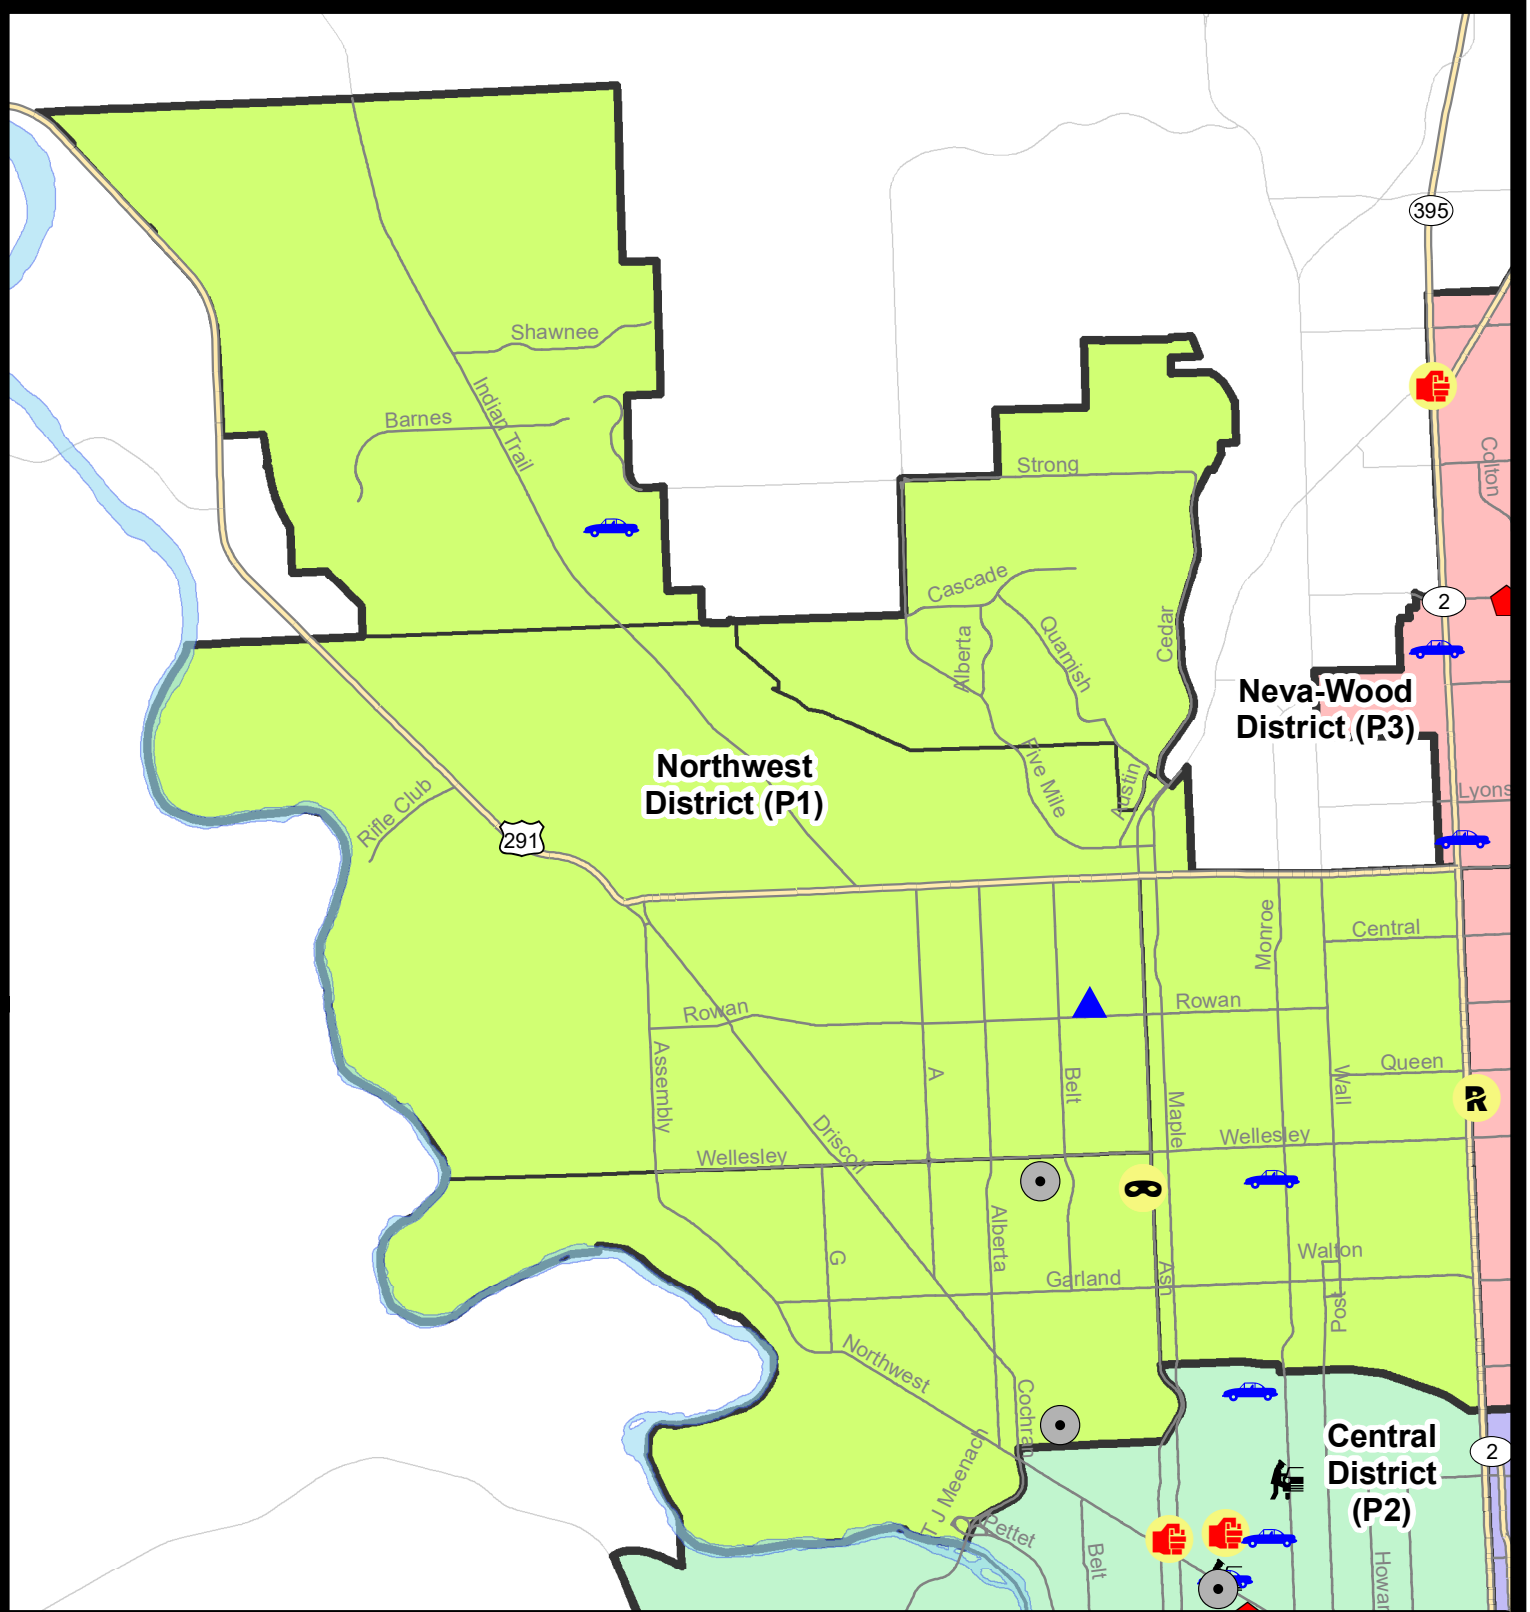 395
Shawnee
Indian Trail
Barnes
Strong
Colton
Cascade
2
Alberta
Quamish
Cedar
Neva-Wood
District (P3)
Northwest
District (P1)
Five Mile
Austin
Lyons
Rifle Club
291
Monroe
Central
Rowan
Rowan
Assembly
A
Belt
Maple
Queen
Wall
R
Driscoll
Wellesley
Wellesley
Alberta
G
Garland
Ash
Walton
Post
Northwest
Cochran
Central
District
(P2)
2
T J Meenach
Pettet
Belt
Howar